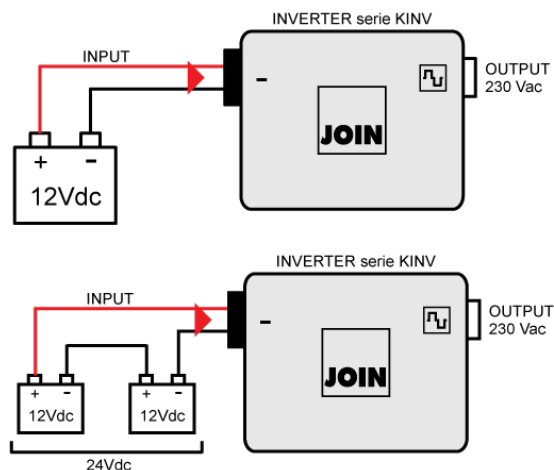 INVERTER serie KINV
INPUT
OUTPUT
230 Vac
-
JOIN
+ -
12Vdc
INVERTER serie KINV
INPUT
OUTPUT
230 Vac
-
JOIN
+ - + -
12Vdc 12Vdc
24Vdc